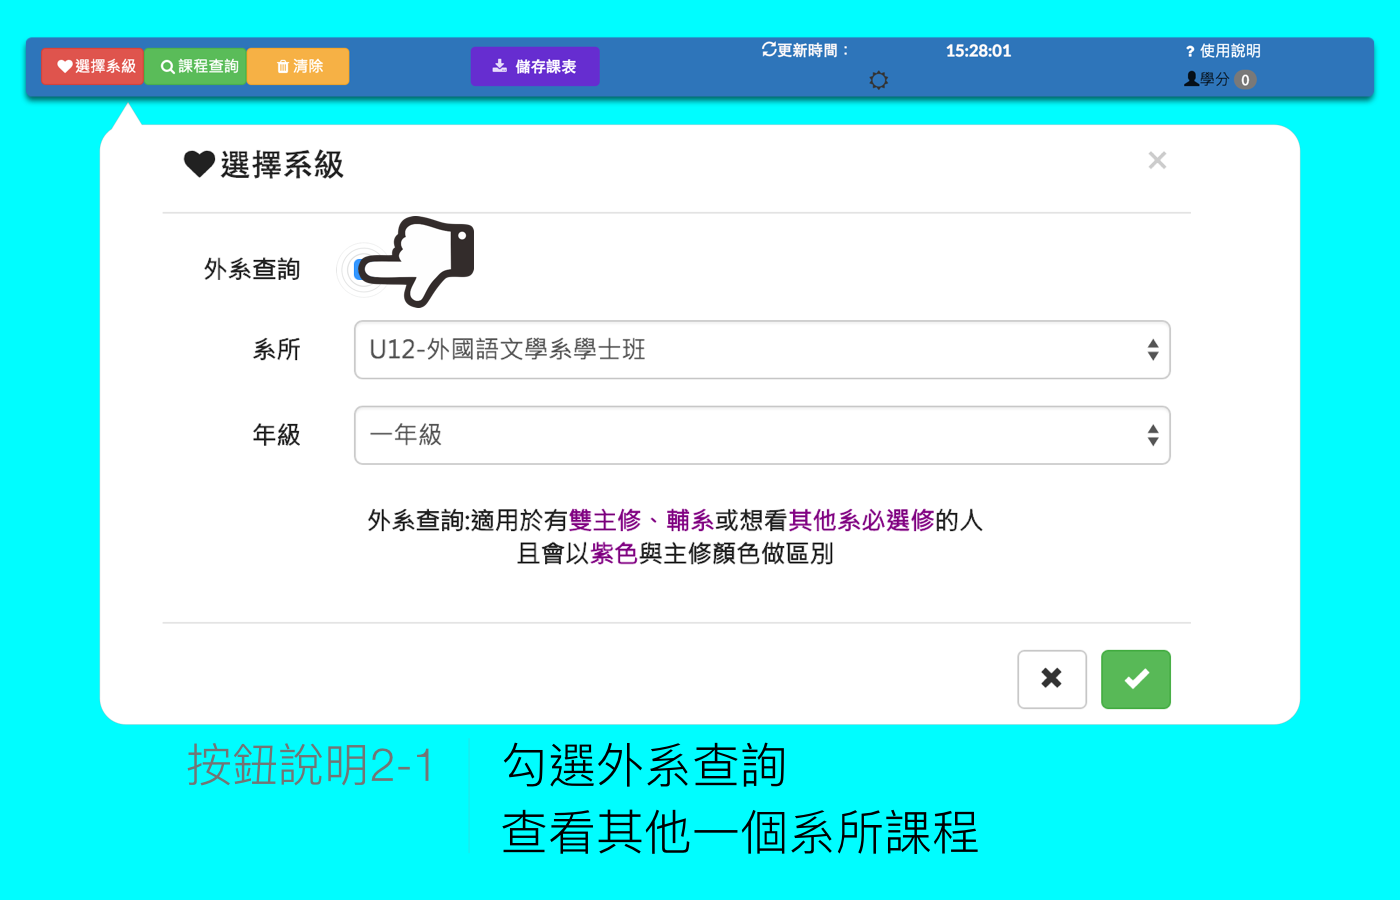 選擇系級 課程查詢 清除 儲存課表 更新時間： 15:28:01 ? 使用說明
學分 0
選擇系級
外系查詢
系所 U12-外國語文學系學士班
年級 一年級
外系查詢:適用於有雙主修、輔系或想看其他系必選修的人
且會以紫色與主修顏色做區別
按鈕說明2-1
勾選外系查詢
查看其他一個系所課程